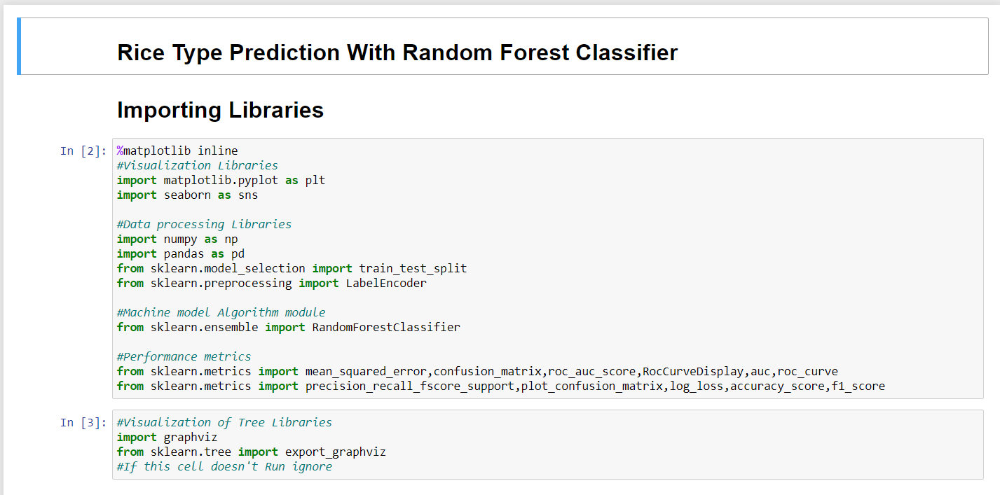 Rice Type Prediction With Random Forest Classifier
Importing Libraries
In [2]: %matplotlib inline
#Visualization Libraries
import matplotlib.pyplot as plt
import seaborn as sns
#Data processing Libraries
import numpy as np
import pandas as pd
from sklearn.model_selection import train_test_split
from sklearn.preprocessing import LabelEncoder
#Machine model Algorithm module
from sklearn.ensemble import RandomForestClassifier
#Performance metrics
from sklearn.metrics import mean_squared_error,confusion_matrix,roc_auc_score,RocCurveDisplay,auc,roc_curve
from sklearn.metrics import precision_recall_fscore_support,plot_confusion_matrix,log_loss,accuracy_score,f1_score
In [3]: #Visualization of Tree Libraries
import graphviz
from sklearn.tree import export_graphviz
#If this cell doesn't Run ignore